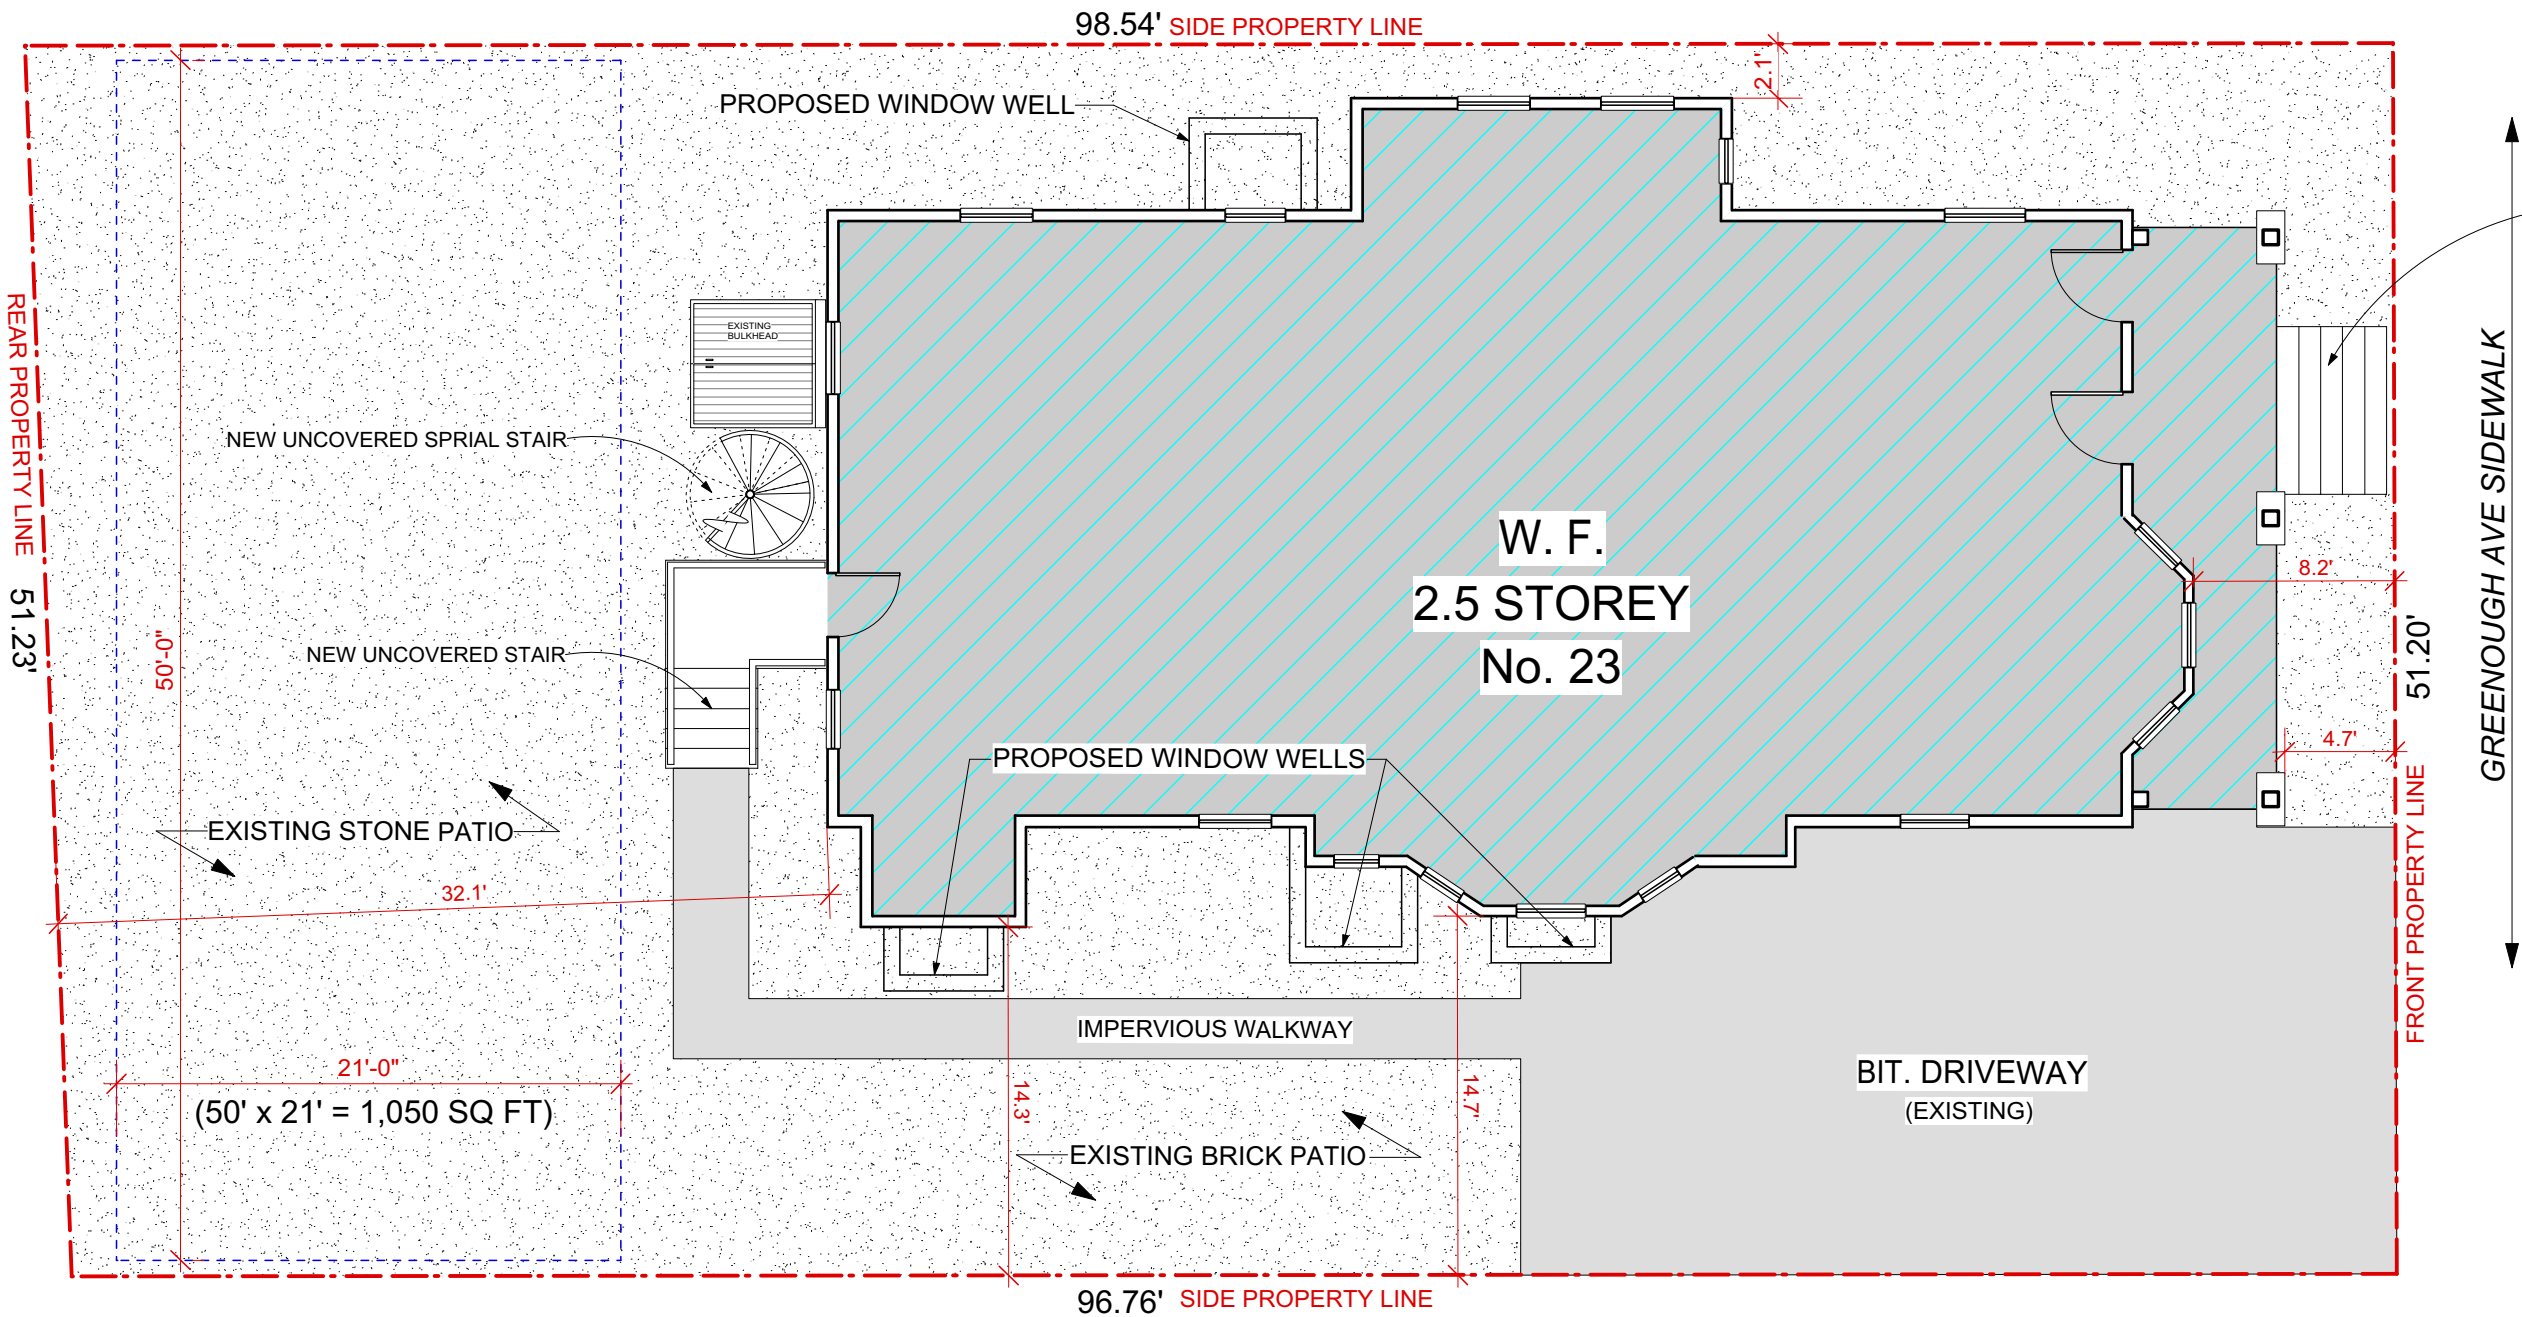 98.54' SIDE PROPERTY LINE
2.1'
PROPOSED WINDOW WELL
EXISTING
BULKHEAD
NEW UNCOVERED SPRIAL STAIR
REAR PROPERTY LINE 51.23'
50'-0"
NEW UNCOVERED STAIR
W. F.
2.5 STOREY
No. 23
8.2'
51.20'
GREENOUGH AVE SIDEWALK
4.7'
FRONT PROPERTY LINE
PROPOSED WINDOW WELLS
EXISTING STONE PATIO
32.1'
IMPERVIOUS WALKWAY
21'-0"
(50' x 21' = 1,050 SQ FT)
14.3'
14.7'
BIT. DRIVEWAY
(EXISTING)
EXISTING BRICK PATIO
96.76' SIDE PROPERTY LINE